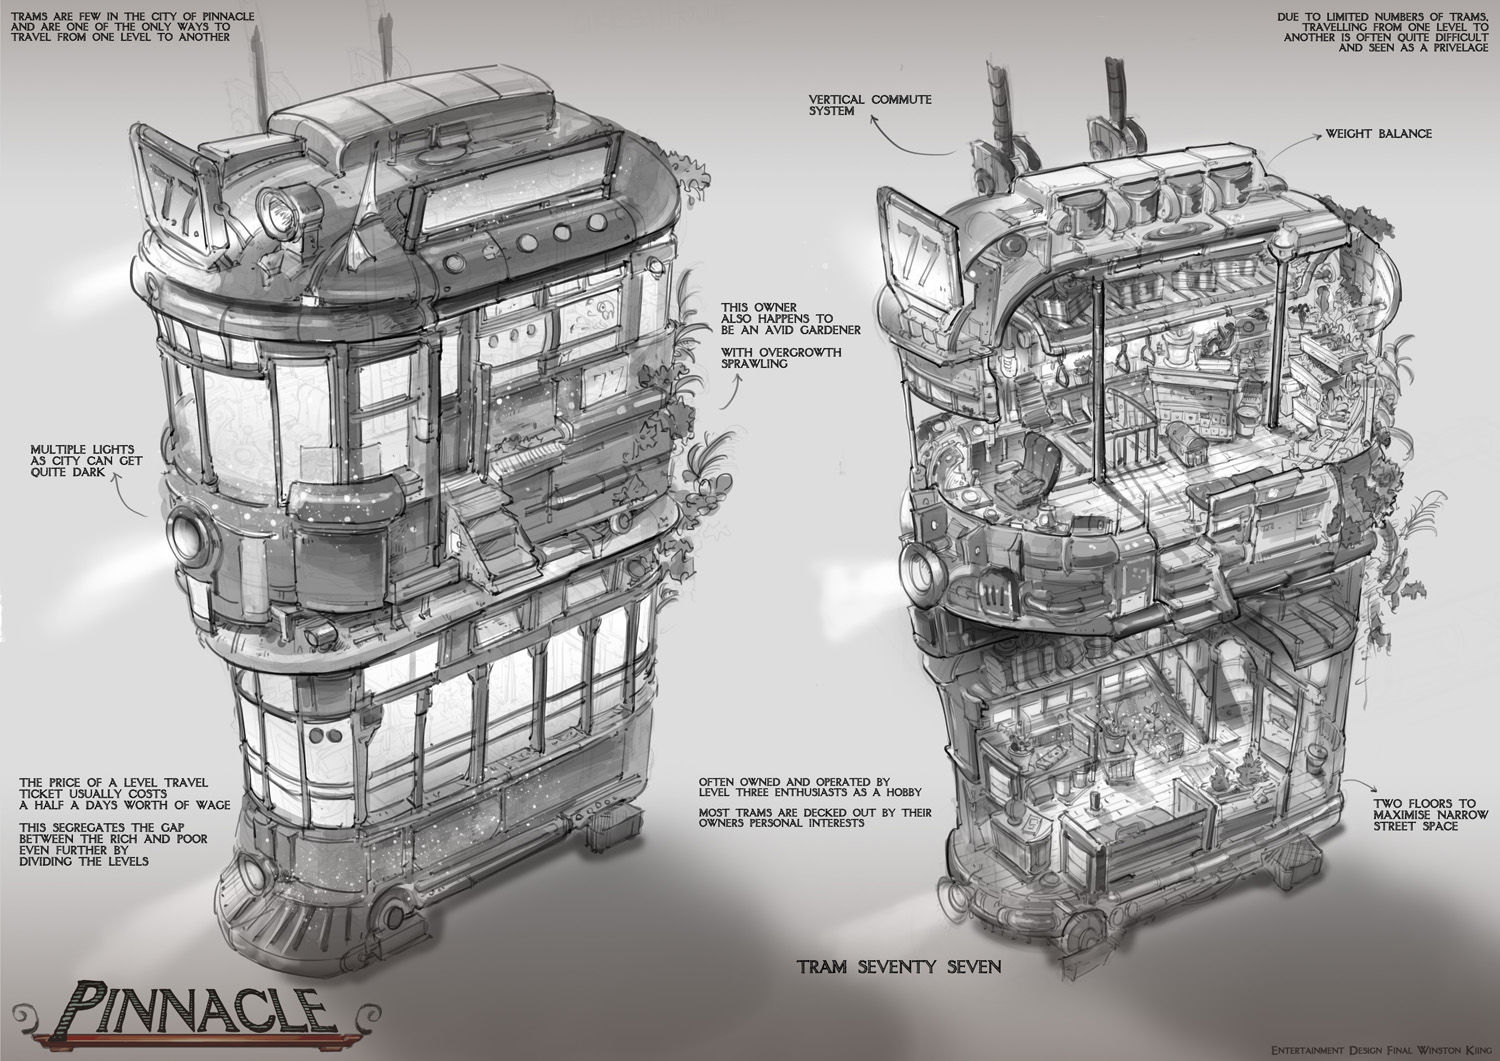 TRAMS ARE FEW IN THE CITY OF PINNACLE
AND ARE ONE OF THE ONLY WAYS TO
TRAVEL FROM ONE LEVEL TO ANOTHER
DUE TO LIMITED NUMBERS OF TRAMS,
TRAVELLING FROM ONE LEVEL TO
ANOTHER IS OFTEN QUITE DIFFICULT
AND SEEN AS A PRIVELAGE
VERTICAL COMMUTE
SYSTEM
WEIGHT BALANCE
77
77
THIS OWNER
ALSO HAPPENS TO
BE AN AVID GARDENER
WITH OVERGROWTH
SPRAWLING
77
MULTIPLE LIGHTS
AS CITY CAN GET
QUITE DARK
THE PRICE OF A LEVEL TRAVEL
TICKET USUALLY COSTS
A HALF A DAYS WORTH OF WAGE
THIS SEGREGATES THE GAP
BETWEEN THE RICH AND POOR
EVEN FURTHER BY
DIVIDING THE LEVELS
OFTEN OWNED AND OPERATED BY
LEVEL THREE ENTHUSIASTS AS A HOBBY
MOST TRAMS ARE DECKED OUT BY THEIR
OWNERS PERSONAL INTERESTS
TWO FLOORS TO
MAXIMISE NARROW
STREET SPACE
TRAM SEVENTY SEVEN
PINNACLE
ENTERTAINMENT DESIGN FINAL WINSTON KIING